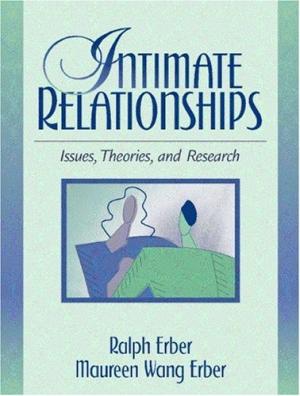 Intimate
Relationships
Issues, Theories, and Research
Ralph Erber
Maureen Wang Erber